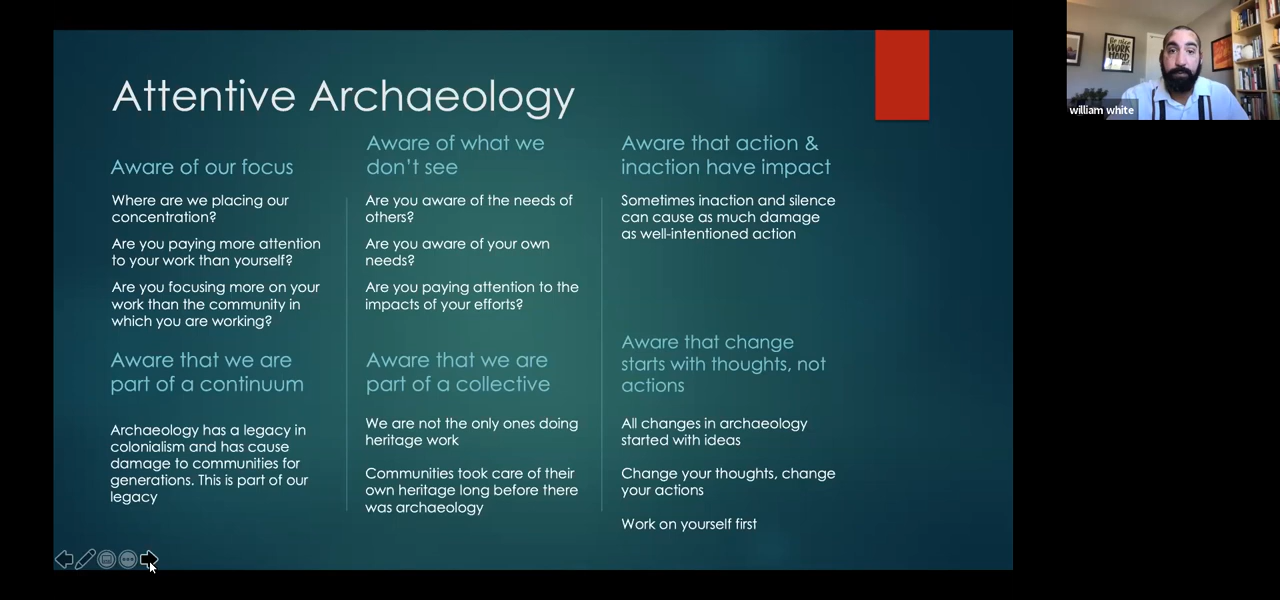 Attentive Archaeology
Aware of our focus
Where are we placing our
concentration?
Are you paying more attention
to your work than yourself?
Are you focusing more on your
work than the community in
which you are working?
Aware of what we
don't see
Are you aware of the needs of
others?
Are you aware of your own
needs?
Are you paying attention to the
impacts of your efforts?
Aware that action &
inaction have impact
Sometimes inaction and silence
can cause as much damage
as well-intentioned action
Aware that we are
part of a continuum
Archaeology has a legacy in
colonialism and has cause
damage to communities for
generations. This is part of our
legacy
Aware that we are
part of a collective
We are not the only ones doing
heritage work
Communities took care of their
own heritage long before there
was archaeology
Aware that change
starts with thoughts, not
actions
All changes in archaeology
started with ideas
Change your thoughts, change
your actions
Work on yourself first
WORK
HARD
william white